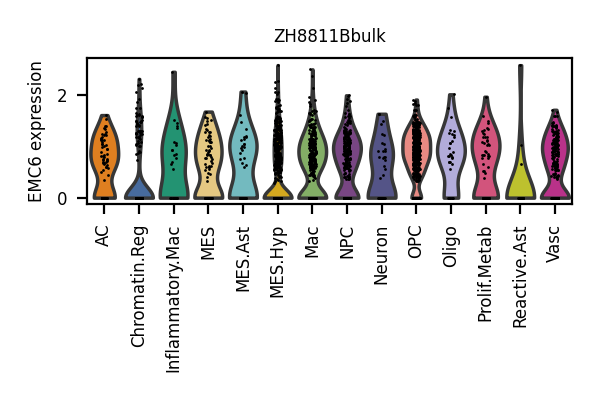 ZH8811Bbulk
EMC6 expression
2
0
AC
Chromatin.Reg
Inflammatory.Mac
MES
MES.Ast
MES.Hyp
Mac
NPC
Neuron
OPC
Oligo
Prolif.Metab
Reactive.Ast
Vasc